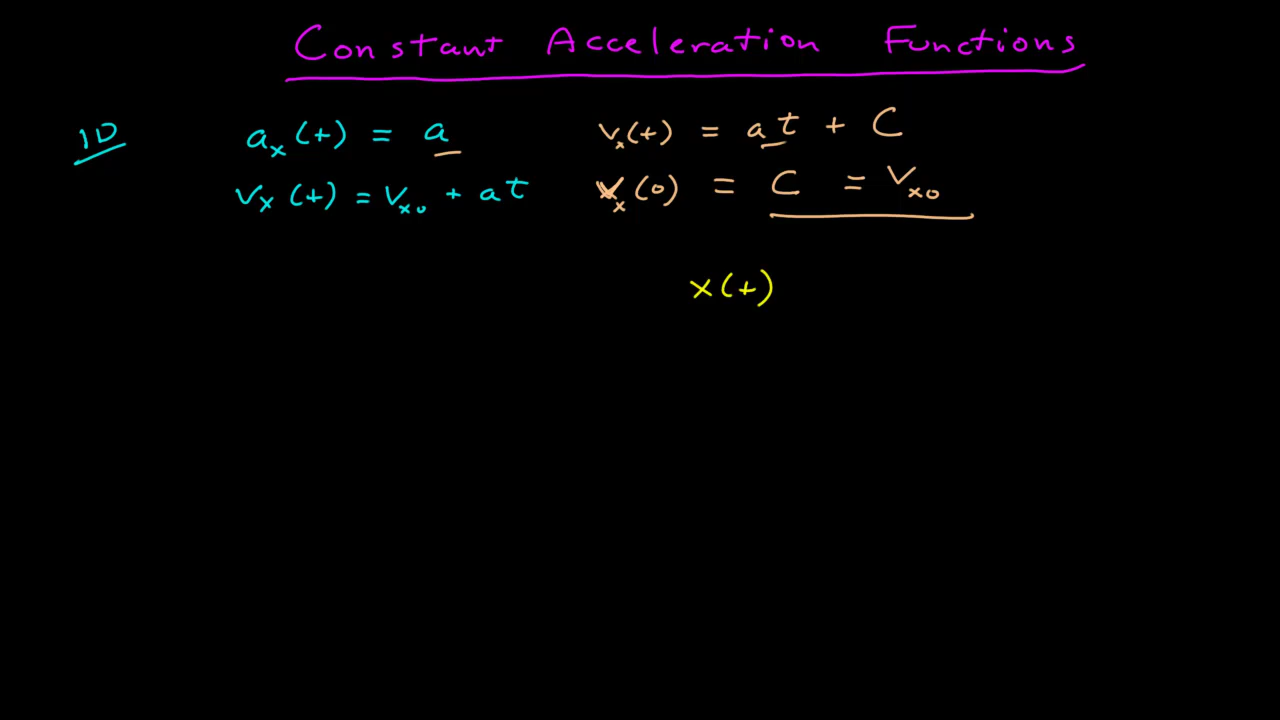 Constant Acceleration Functions
1D
aₓ(t) = a
vₓ(t) = at + C
vₓ(t) = vₓ₀ + at
vₓ(0) = C = vₓ₀
x(t)